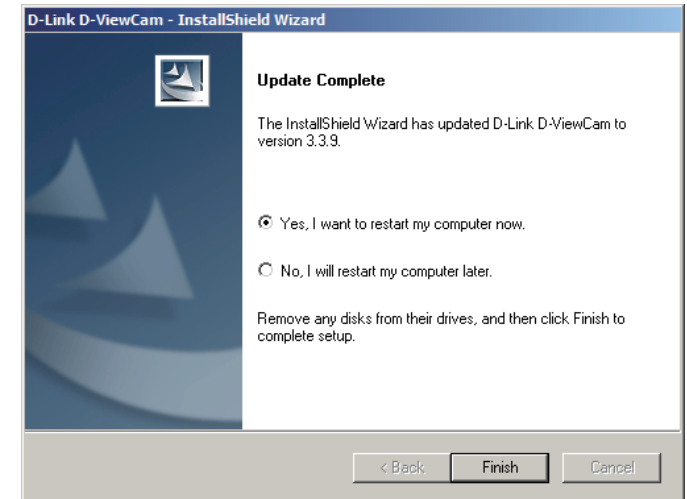 D-Link D-ViewCam - InstallShield Wizard
Update Complete
The InstallShield Wizard has updated D-Link D-ViewCam to
version 3.3.9.
Yes, I want to restart my computer now.
No, I will restart my computer later.
Remove any disks from their drives, and then click Finish to
complete setup.
< Back
Finish
Cancel